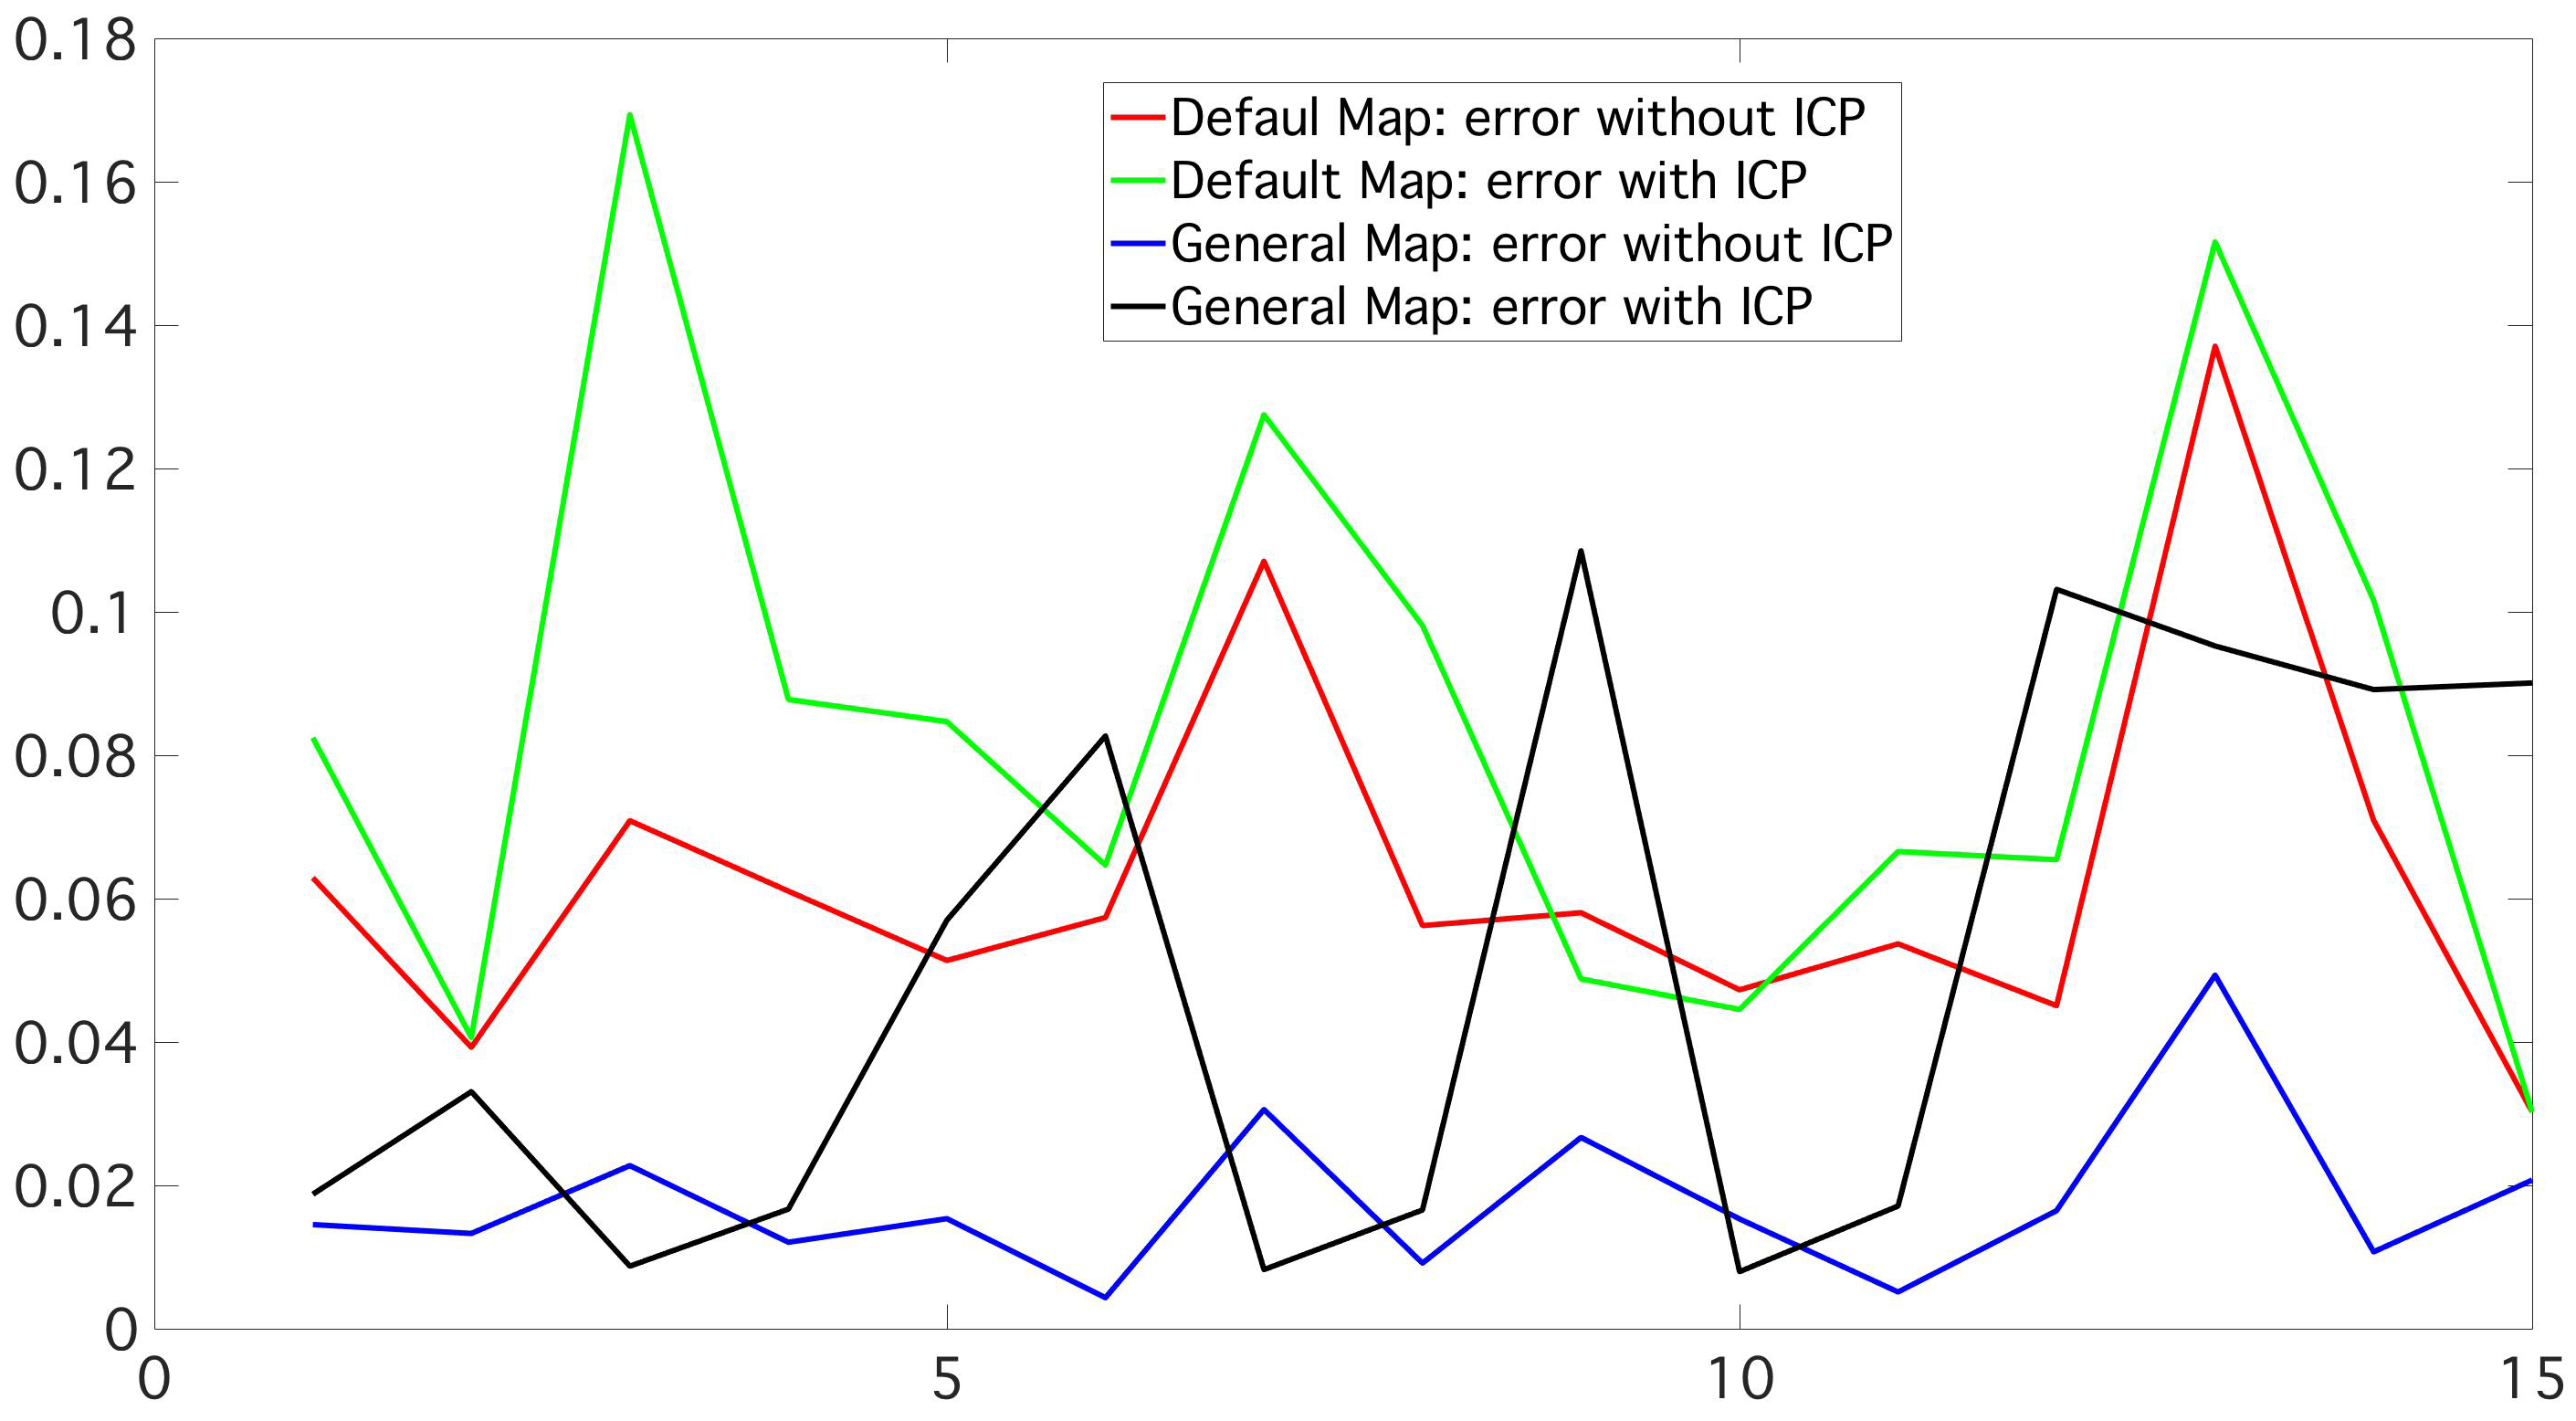 0.18
0.16
0.14
0.12
0.1
0.08
0.06
0.04
0.02
0
0 5 10 15
Defaul Map: error without ICP
Default Map: error with ICP
General Map: error without ICP
General Map: error with ICP